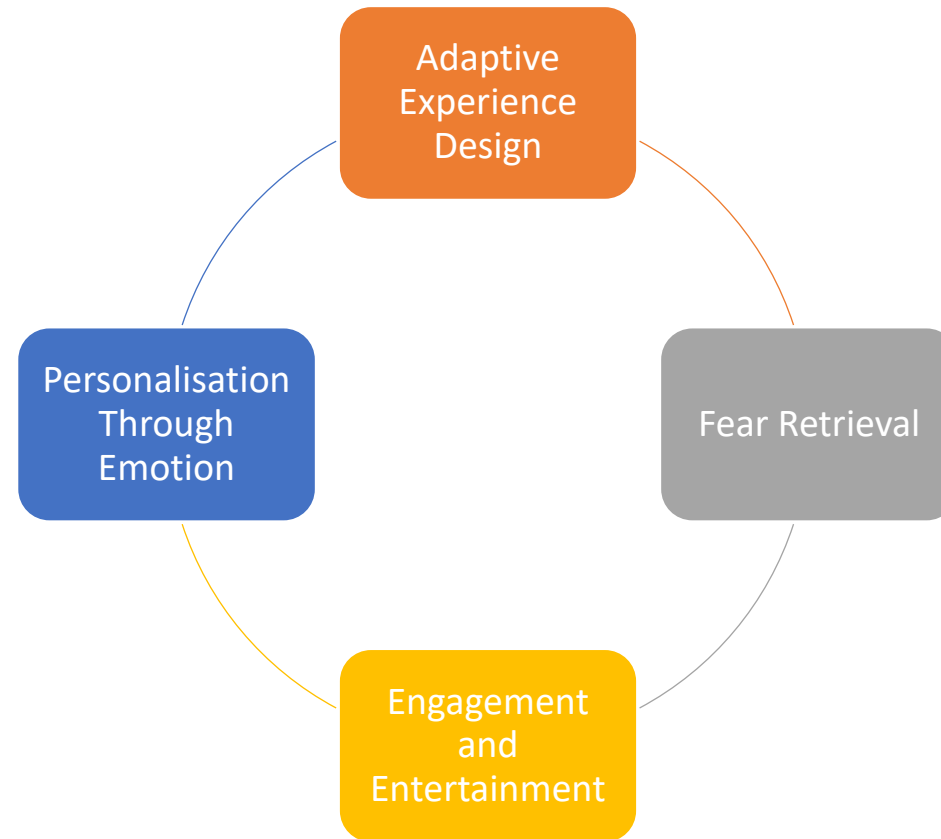 Adaptive
Experience
Design
Personalisation
Through
Emotion
Fear Retrieval
Engagement
and
Entertainment